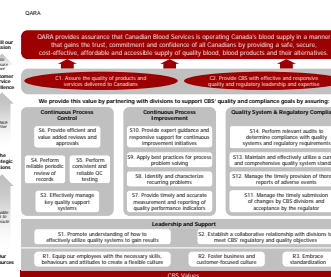 QARA
QARA provides assurance that Canadian Blood Services is operating Canada's blood supply in a manner
that gains the trust, commitment and confidence of all Canadians by providing a safe, secure,
cost-effective, affordable and accessible supply of quality blood, blood products and their alternatives.
C1. Assure the quality of products and
services delivered to Canadians
C2. Provide CBS with effective and responsive
quality and regulatory leadership and expertise
We provide this value by partnering with divisions to support CBS' quality and compliance goals by assuring:
Continuous Process
Control
S6. Provide efficient and
value added reviews and
approvals
S4. Perform
reliable periodic
review of
records
S5. Perform
consistent and
reliable QC
testing
S3. Effectively manage
key quality support
systems
Continuous Process
Improvement
S10. Provide expert guidance and
responsive support for continuous
improvement initiatives
S9. Apply best practices for process
problem solving
S8. Identify and characterize
recurring problems
S7. Provide timely and accurate
measurement and reporting of
quality performance indicators
Quality System & Regulatory Complia
S14. Perform relevant audits to
determine compliance with quality
systems and regulatory requirements
S13. Maintain and effectively utilize a curr
and comprehensive quality system standa
S12. Manage the timely provision of thorou
reports of adverse events
S11. Manage the timely submission
of changes by CBS divisions and
acceptance by the regulator
Leadership and Support
S1. Promote understanding of how to
effectively utilize quality systems to gain results
S2. Establish a collaborative relationship with divisions to
meet CBS' regulatory and quality objectives
R1. Equip our employees with the necessary skills,
behaviours and attitudes to create a flexible culture
R2. Foster business and
customer-focused culture
R3. Embrace
standardization
CBS Values